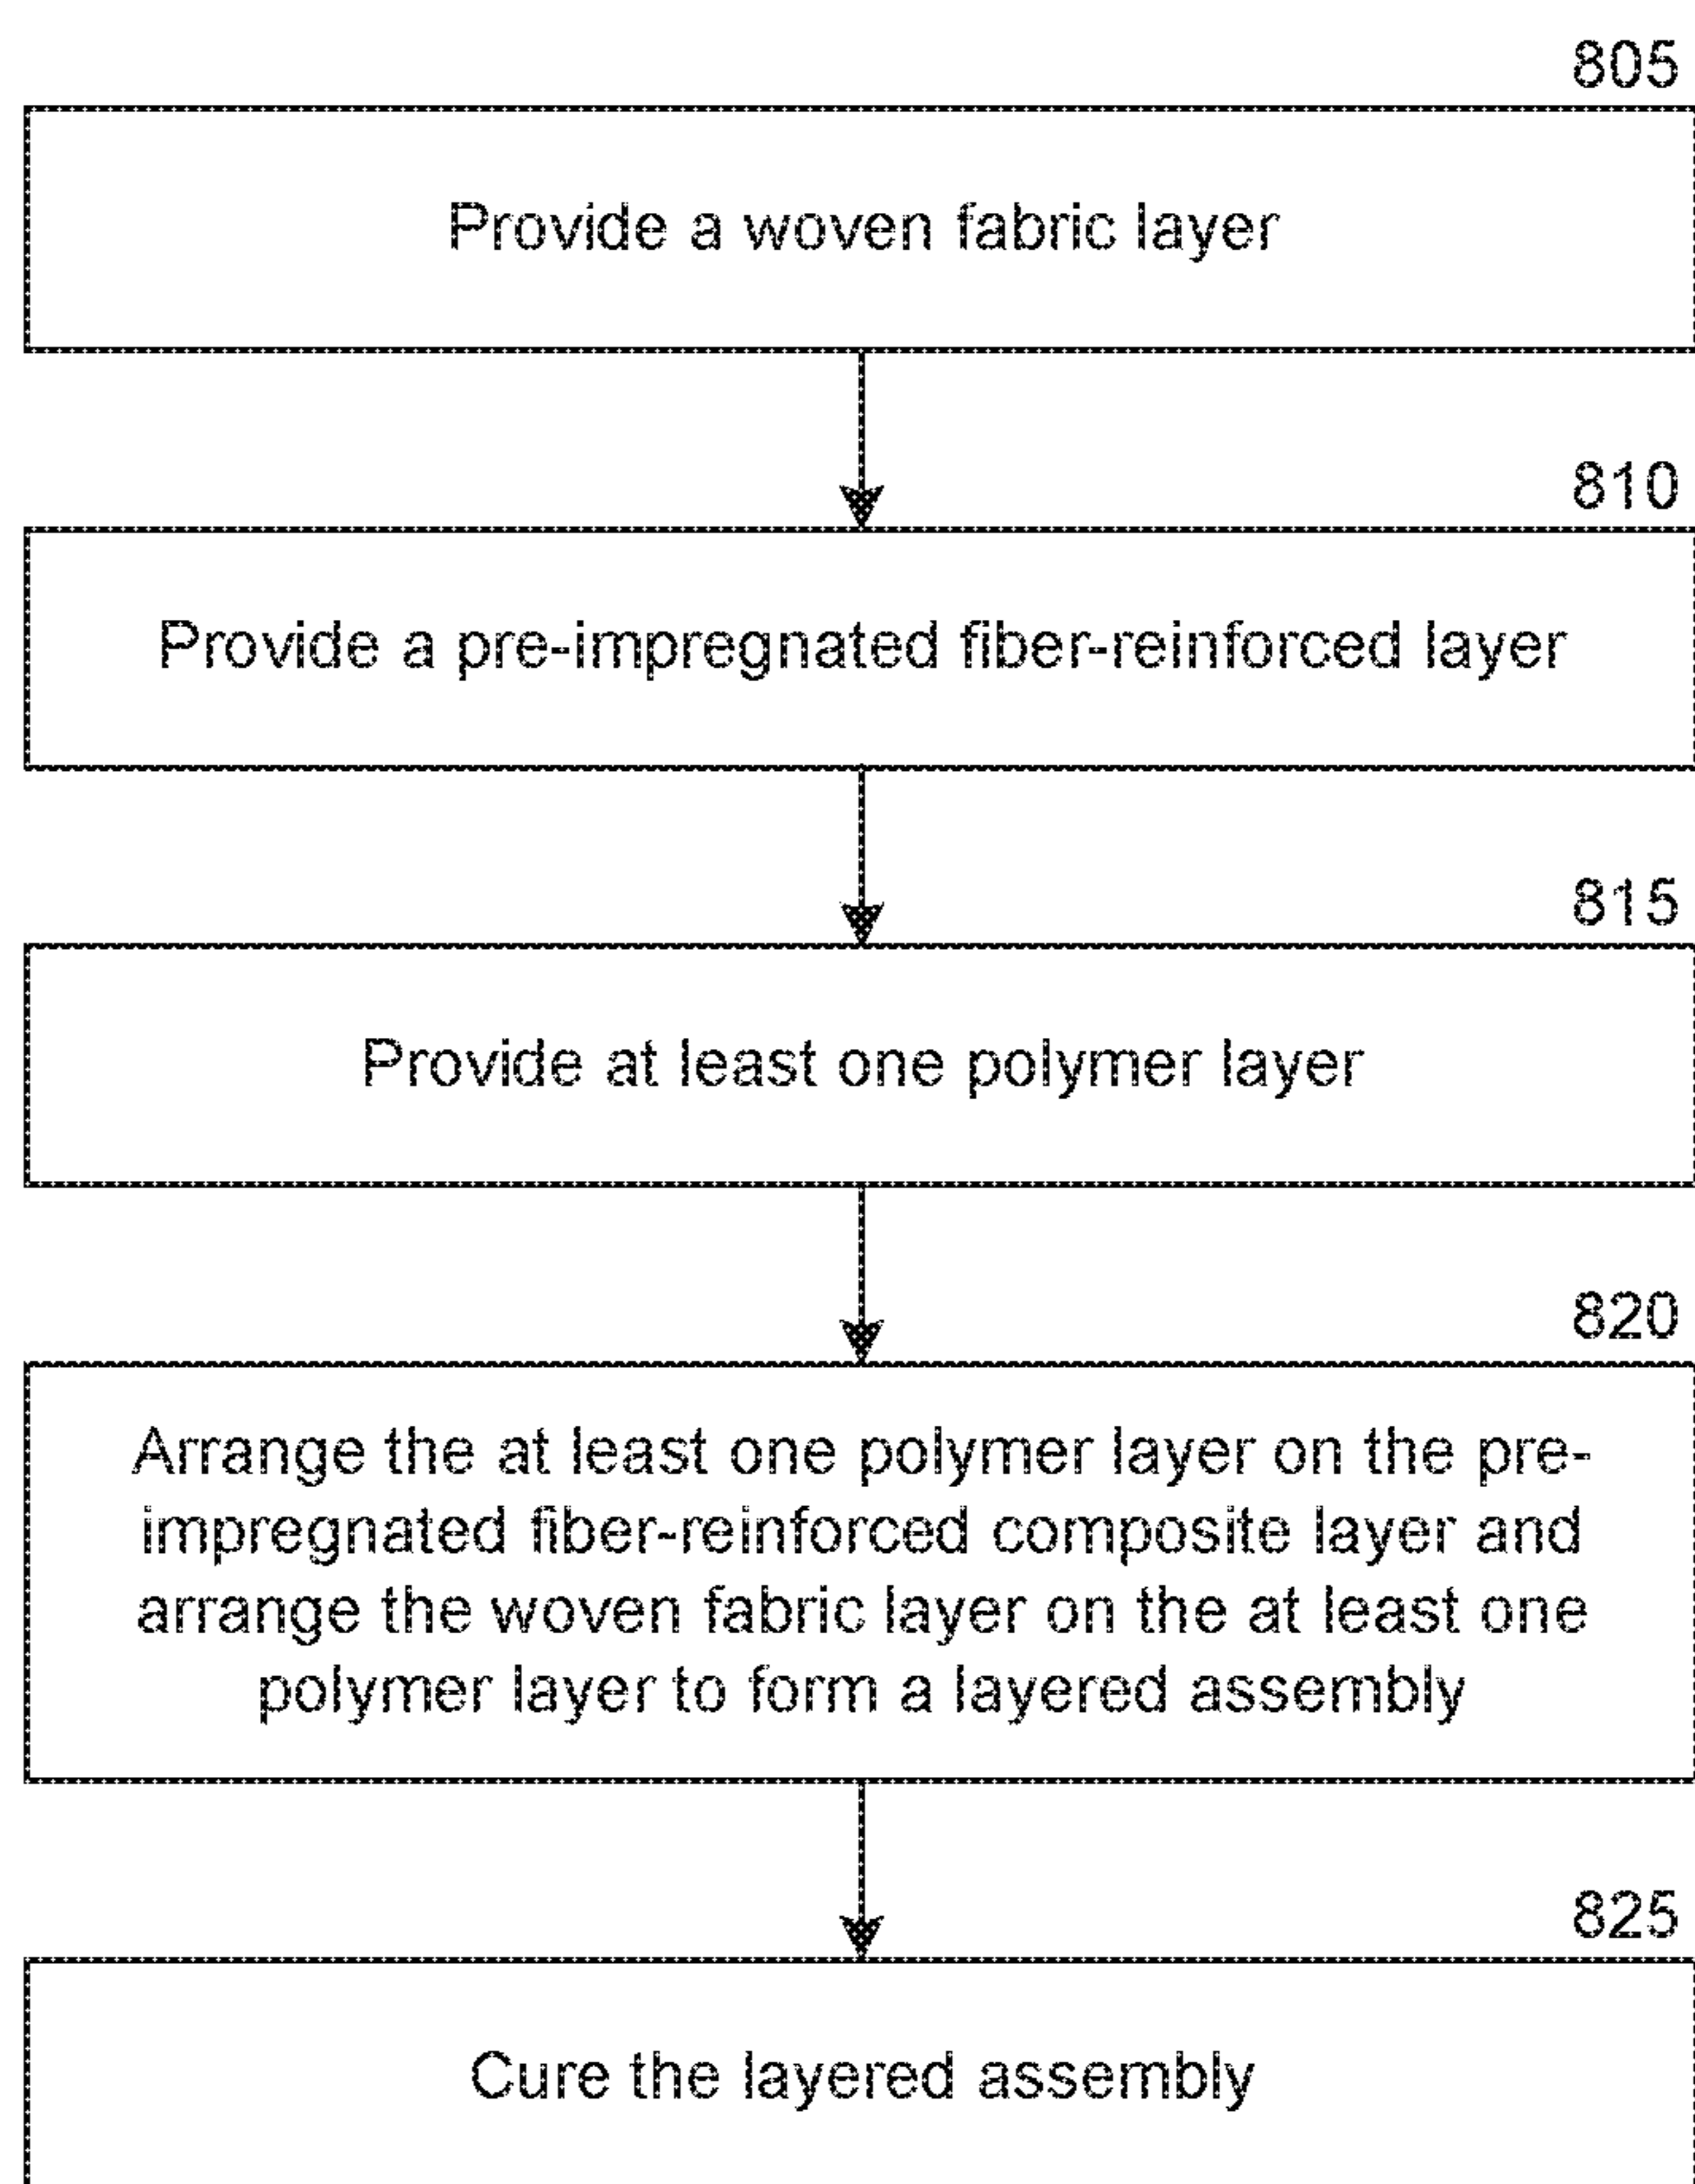 805
Provide a woven fabric layer
810
Provide a pre-impregnated fiber-reinforced layer
815
Provide at least one polymer layer
820
Arrange the at least one polymer layer on the pre-
impregnated fiber-reinforced composite layer and
arrange the woven fabric layer on the at least one
polymer layer to form a layered assembly
825
Cure the layered assembly